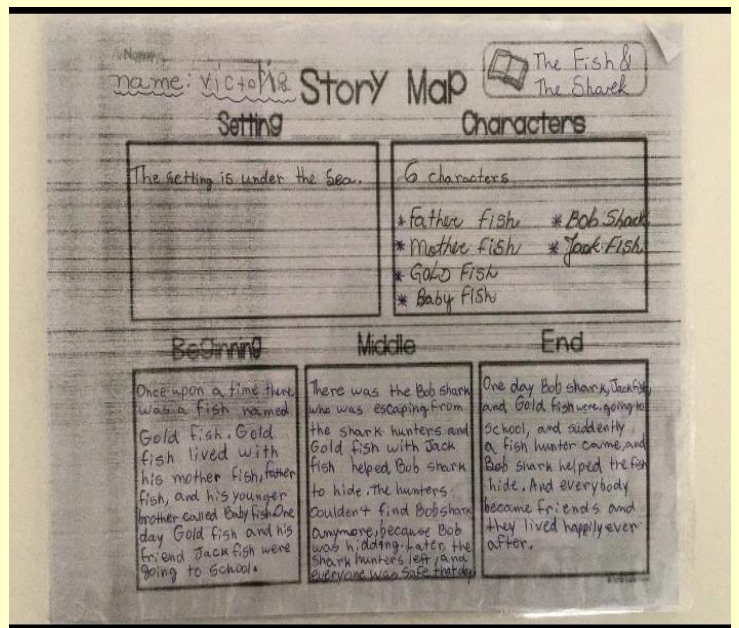 Name
name: Victoria
Story Map
The Fish &
The Shark
Setting
The setting is under the Sea.
Characters
6 characters
* Father fish
* Mother fish
* GOLD FISH
* Baby Fish
* Bob Shack
* Jack Fish
Beginning
Once upon a time there
was a fish named
Gold fish. Gold
fish lived with
his mother fish, father
fish, and his younger
brother called Baby fish. One
day Gold fish and his
friend Jack fish were
going to school.
Middle
There was the Bob shark
who was escaping from
the shark hunters and
Gold fish with Jack
fish helped Bob shark
to hide. The hunters
couldn't find Bob shark
anymore, because Bob
was hidding. Later the
shark hunters left, and
everyone was safe that day
End
One day Bob shark, Jack fish,
and Gold fish were going to
school, and suddently
a fish hunter came, and
Bob shark helped the fish
hide. And everybody
became friends and
they lived happily ever
after.